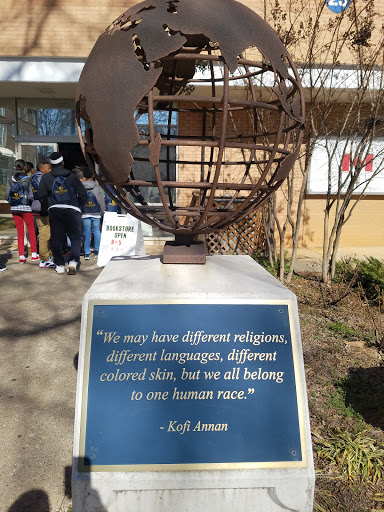 25
BOOKSTORE
OPEN
"We may have different religions,
different languages, different
colored skin, but we all belong
to one human race."
- Kofi Annan